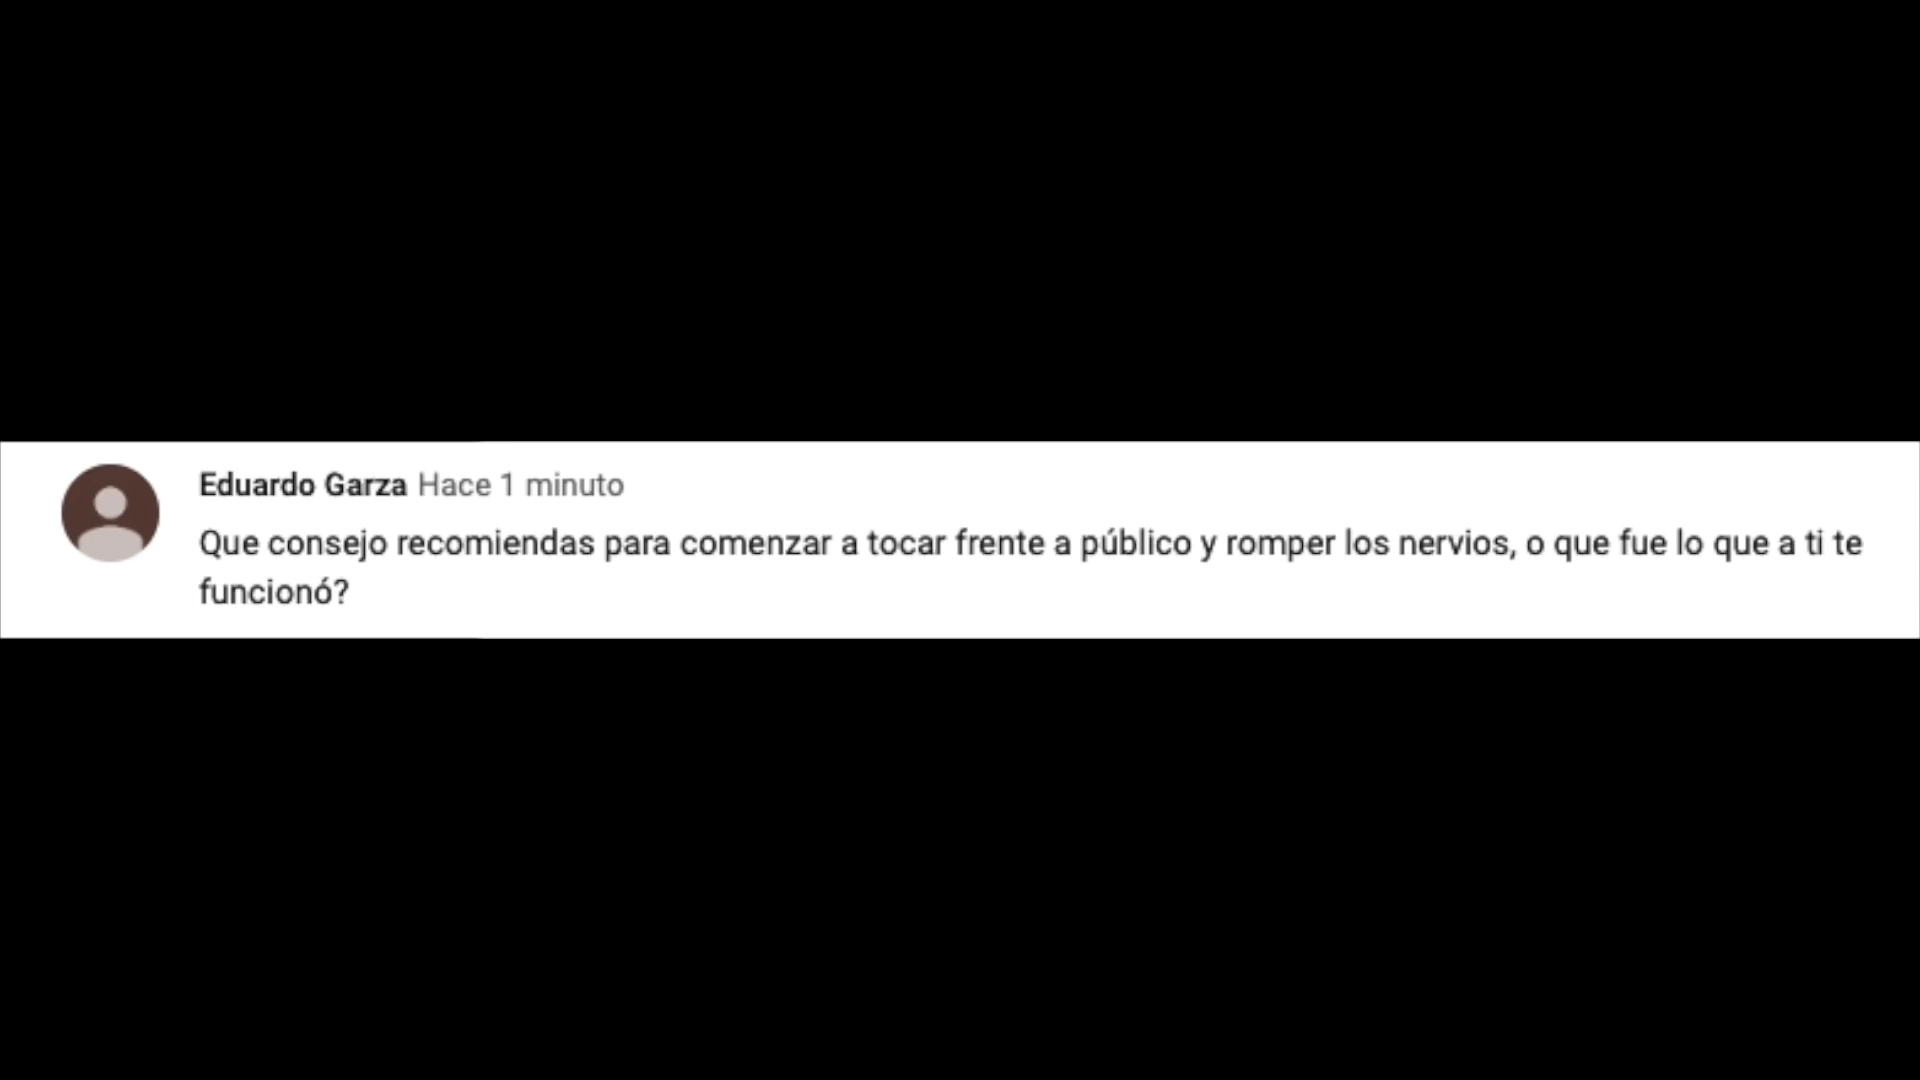 Eduardo Garza Hace 1 minuto
Que consejo recomiendas para comenzar a tocar frente a público y romper los nervios, o que fue lo que a ti te
funcionó?